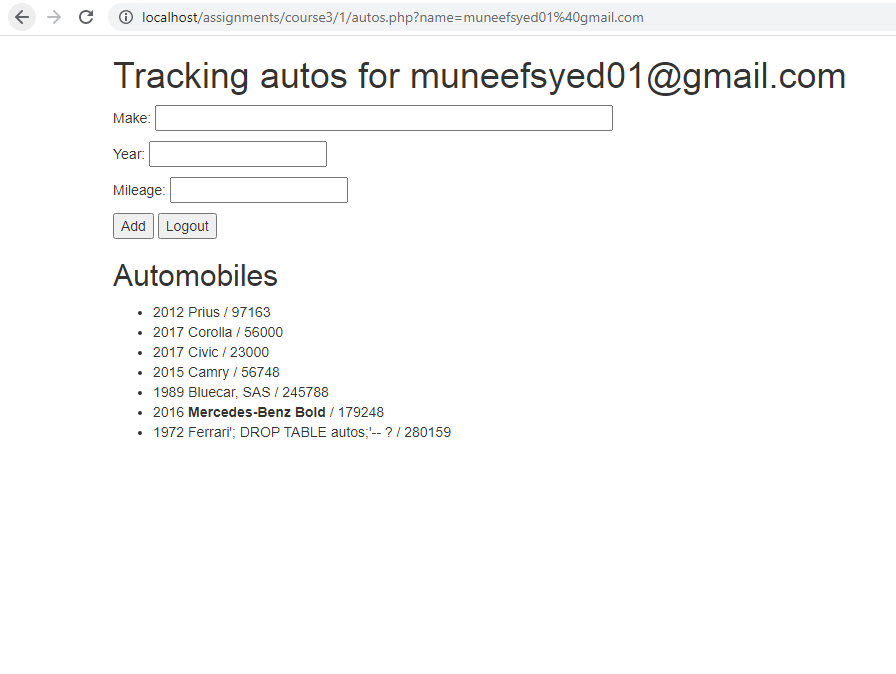 localhost/assignments/course3/1/autos.php?name=muneefsyed01%40gmail.com
Tracking autos for muneefsyed01@gmail.com
Make:
Year:
Mileage:
Add Logout
Automobiles
• 2012 Prius / 97163
• 2017 Corolla / 56000
• 2017 Civic / 23000
• 2015 Camry / 56748
• 1989 Bluecar, SAS / 245788
• 2016 Mercedes-Benz Bold / 179248
• 1972 Ferrari'; DROP TABLE autos;'-- ? / 280159